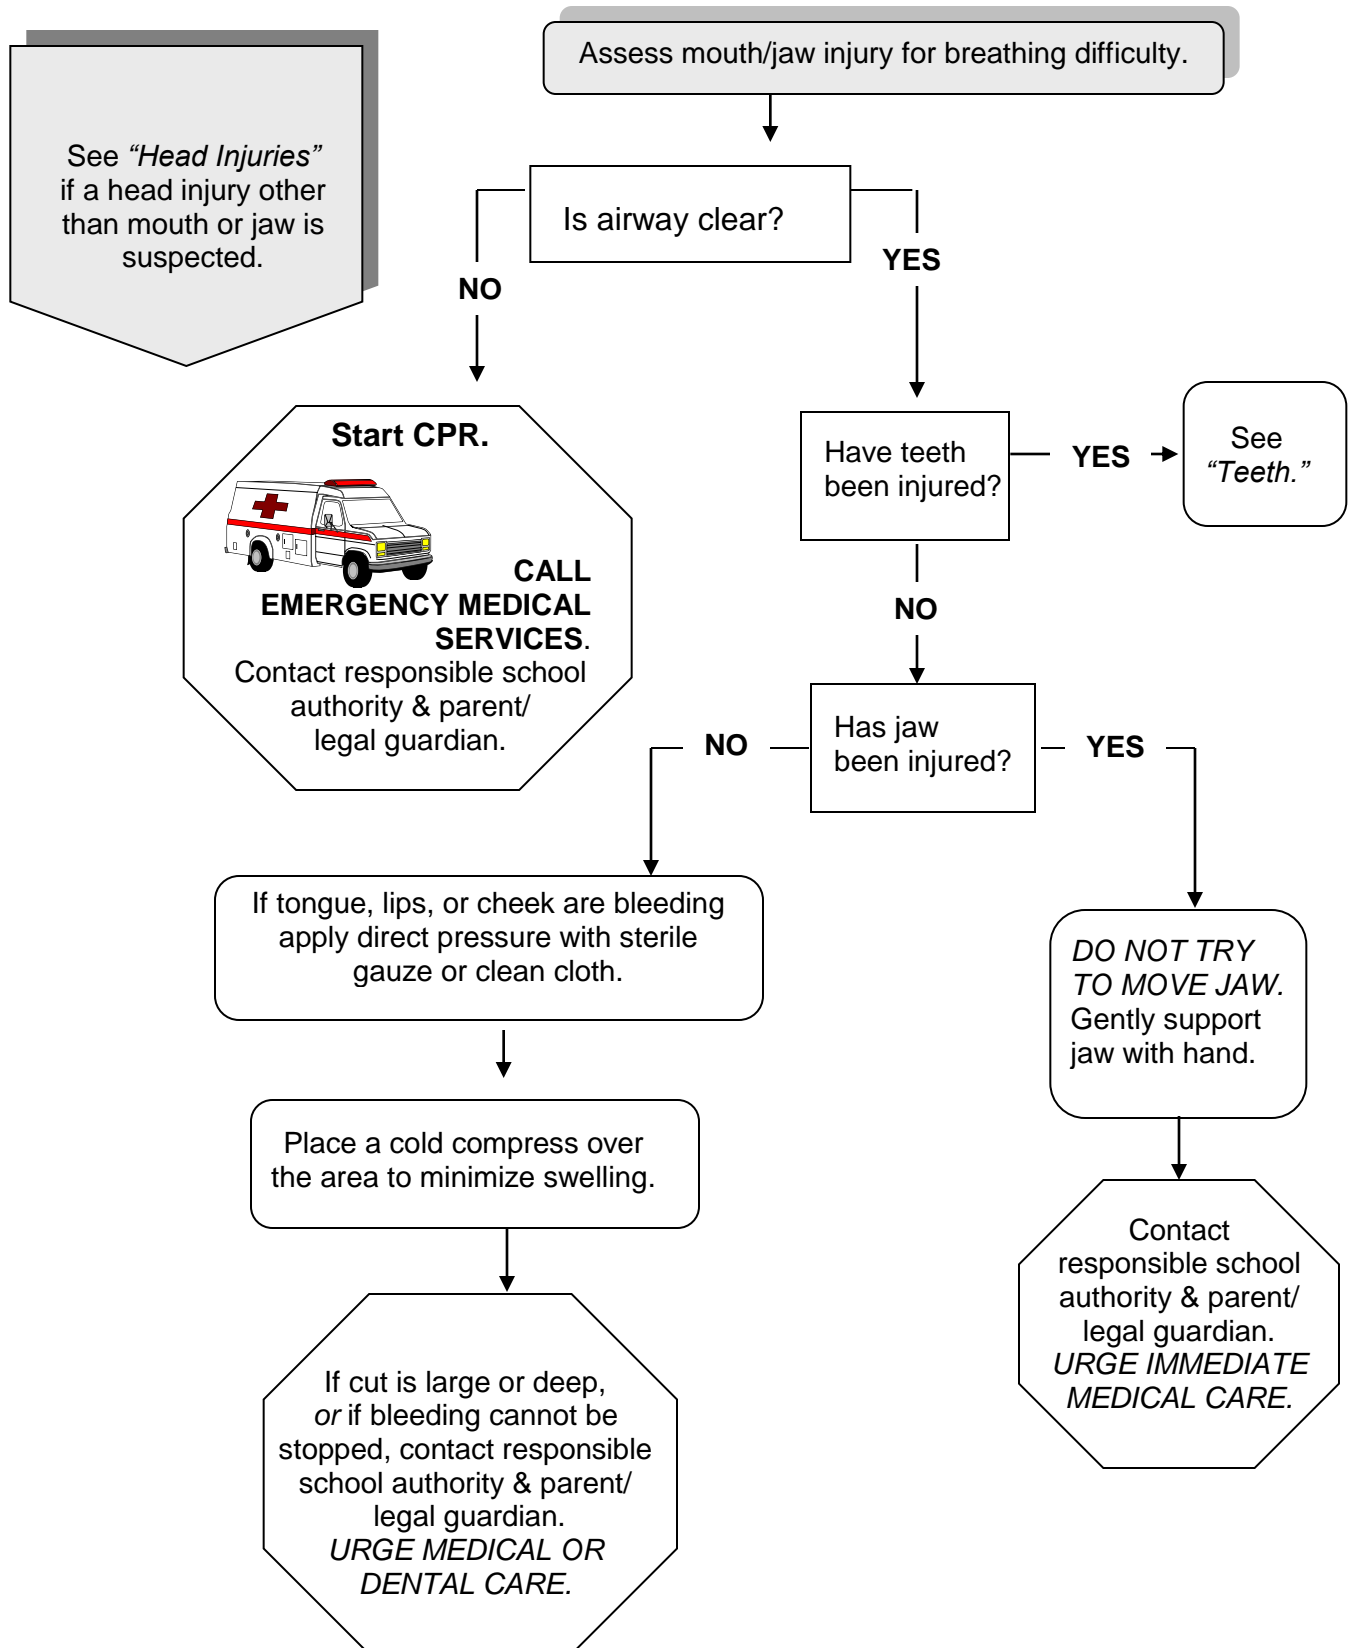 Assess mouth/jaw injury for breathing difficulty.
See “Head Injuries”
if a head injury other
than mouth or jaw is
suspected.
Is airway clear?
NO
YES
Start CPR.
CALL
EMERGENCY MEDICAL
SERVICES.
Contact responsible school
authority & parent/
legal guardian.
Have teeth
been injured?
YES
See
“Teeth.”
NO
Has jaw
been injured?
NO
YES
If tongue, lips, or cheek are bleeding
apply direct pressure with sterile
gauze or clean cloth.
DO NOT TRY
TO MOVE JAW.
Gently support
jaw with hand.
Place a cold compress over
the area to minimize swelling.
Contact
responsible school
authority & parent/
legal guardian.
URGE IMMEDIATE
MEDICAL CARE.
If cut is large or deep,
or if bleeding cannot be
stopped, contact responsible
school authority & parent/
legal guardian.
URGE MEDICAL OR
DENTAL CARE.